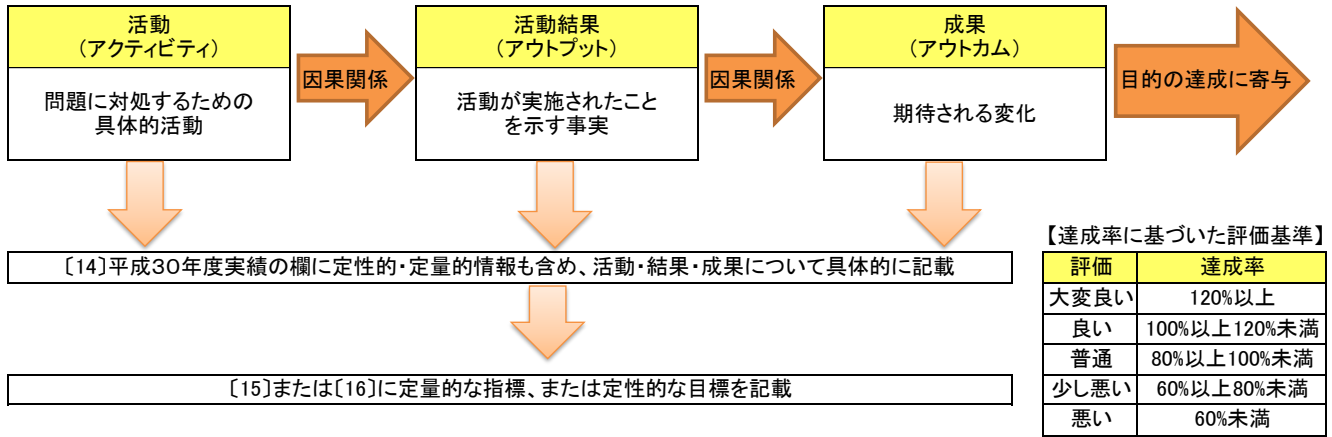 活動
（アクティビティ）
問題に対処するための
具体的活動
因果関係
活動結果
（アウトプット）
活動が実施されたこと
を示す事実
因果関係
成果
（アウトカム）
期待される変化
目的の達成に寄与
〔14〕平成３０年度実績の欄に定性的・定量的情報も含め、活動・結果・成果について具体的に記載
〔15〕または〔16〕に定量的な指標、または定性的な目標を記載
【達成率に基づいた評価基準】
評価 達成率
大変良い 120%以上
良い 100%以上120%未満
普通 80%以上100%未満
少し悪い 60%以上80%未満
悪い 60%未満